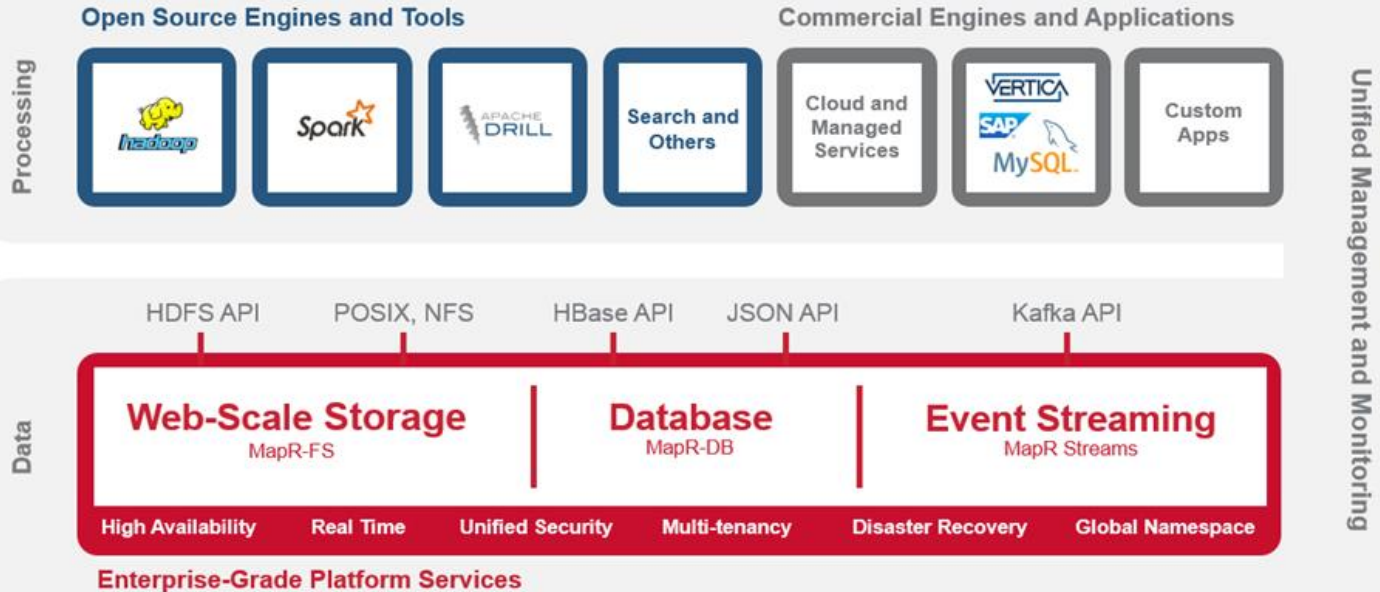 Open Source Engines and Tools
Commercial Engines and Applications
Processing
hadoop
Spark
APACHE
DRILL
Search and
Others
Cloud and
Managed
Services
VERTICA
SAP
MySQL
Custom
Apps
Unified Management and Monitoring
Data
HDFS API
POSIX, NFS
HBase API
JSON API
Kafka API
Web-Scale Storage
MapR-FS
Database
MapR-DB
Event Streaming
MapR Streams
High Availability
Real Time
Unified Security
Multi-tenancy
Disaster Recovery
Global Namespace
Enterprise-Grade Platform Services